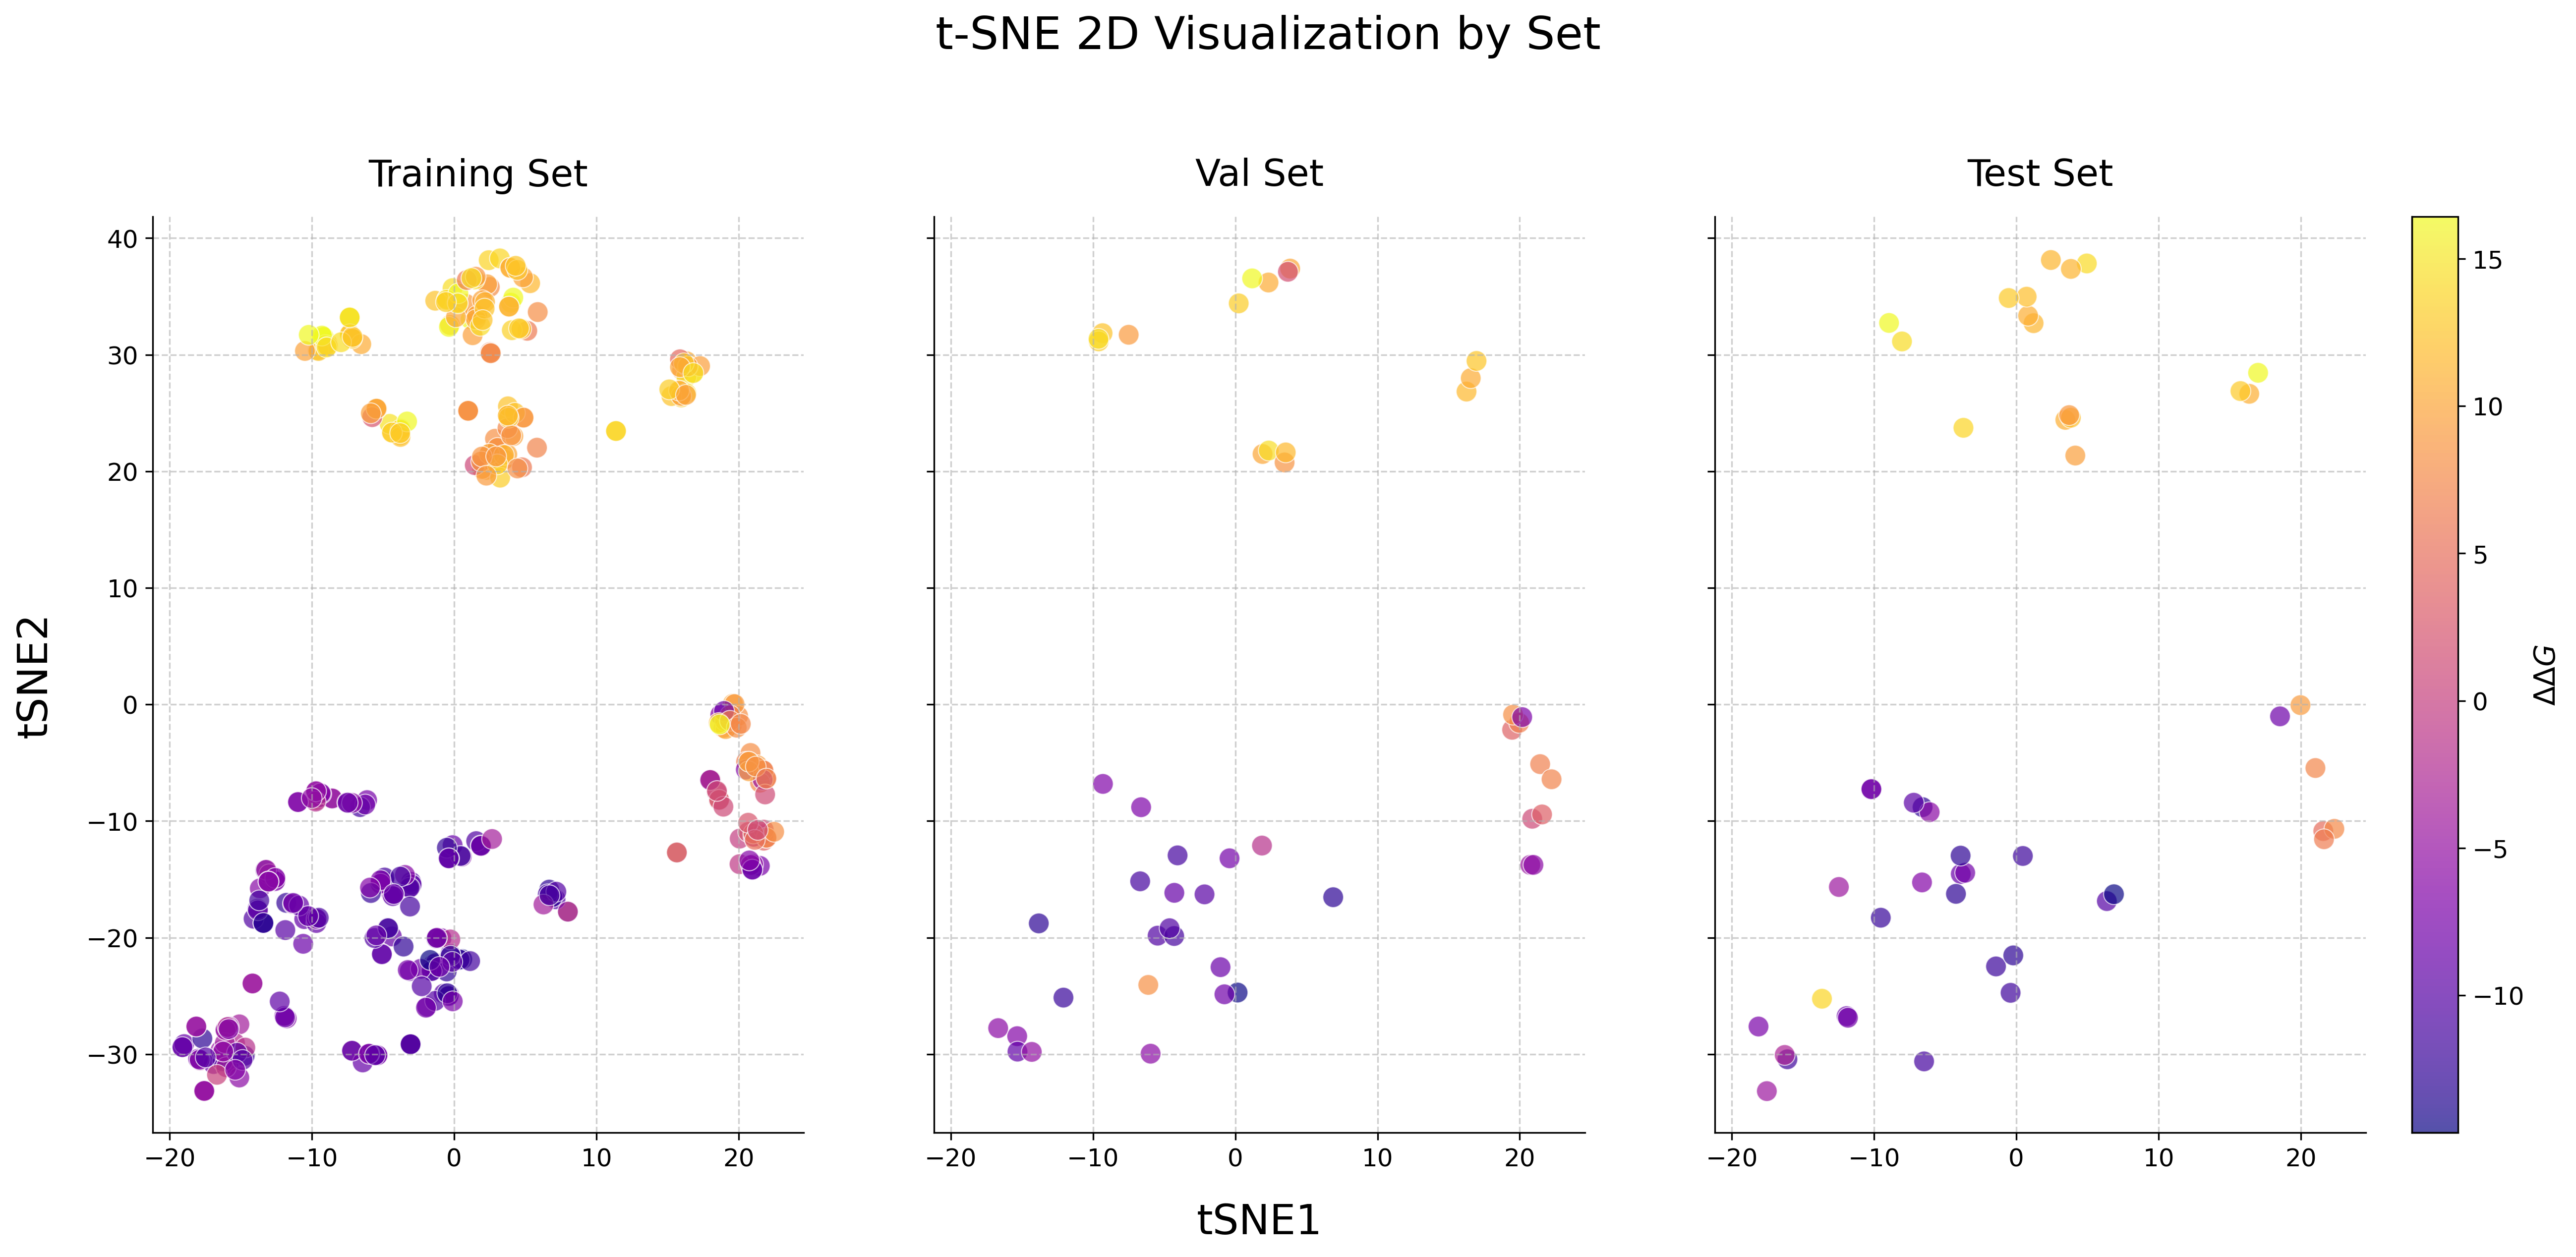 t-SNE 2D Visualization by Set
Training Set
Val Set
Test Set
40
30
20
10
0
−10
−20
−30
tSNE2
−20 −10 0 10 20
−20 −10 0 10 20
−20 −10 0 10 20
tSNE1
15
10
5
0
−5
−10
ΔΔG